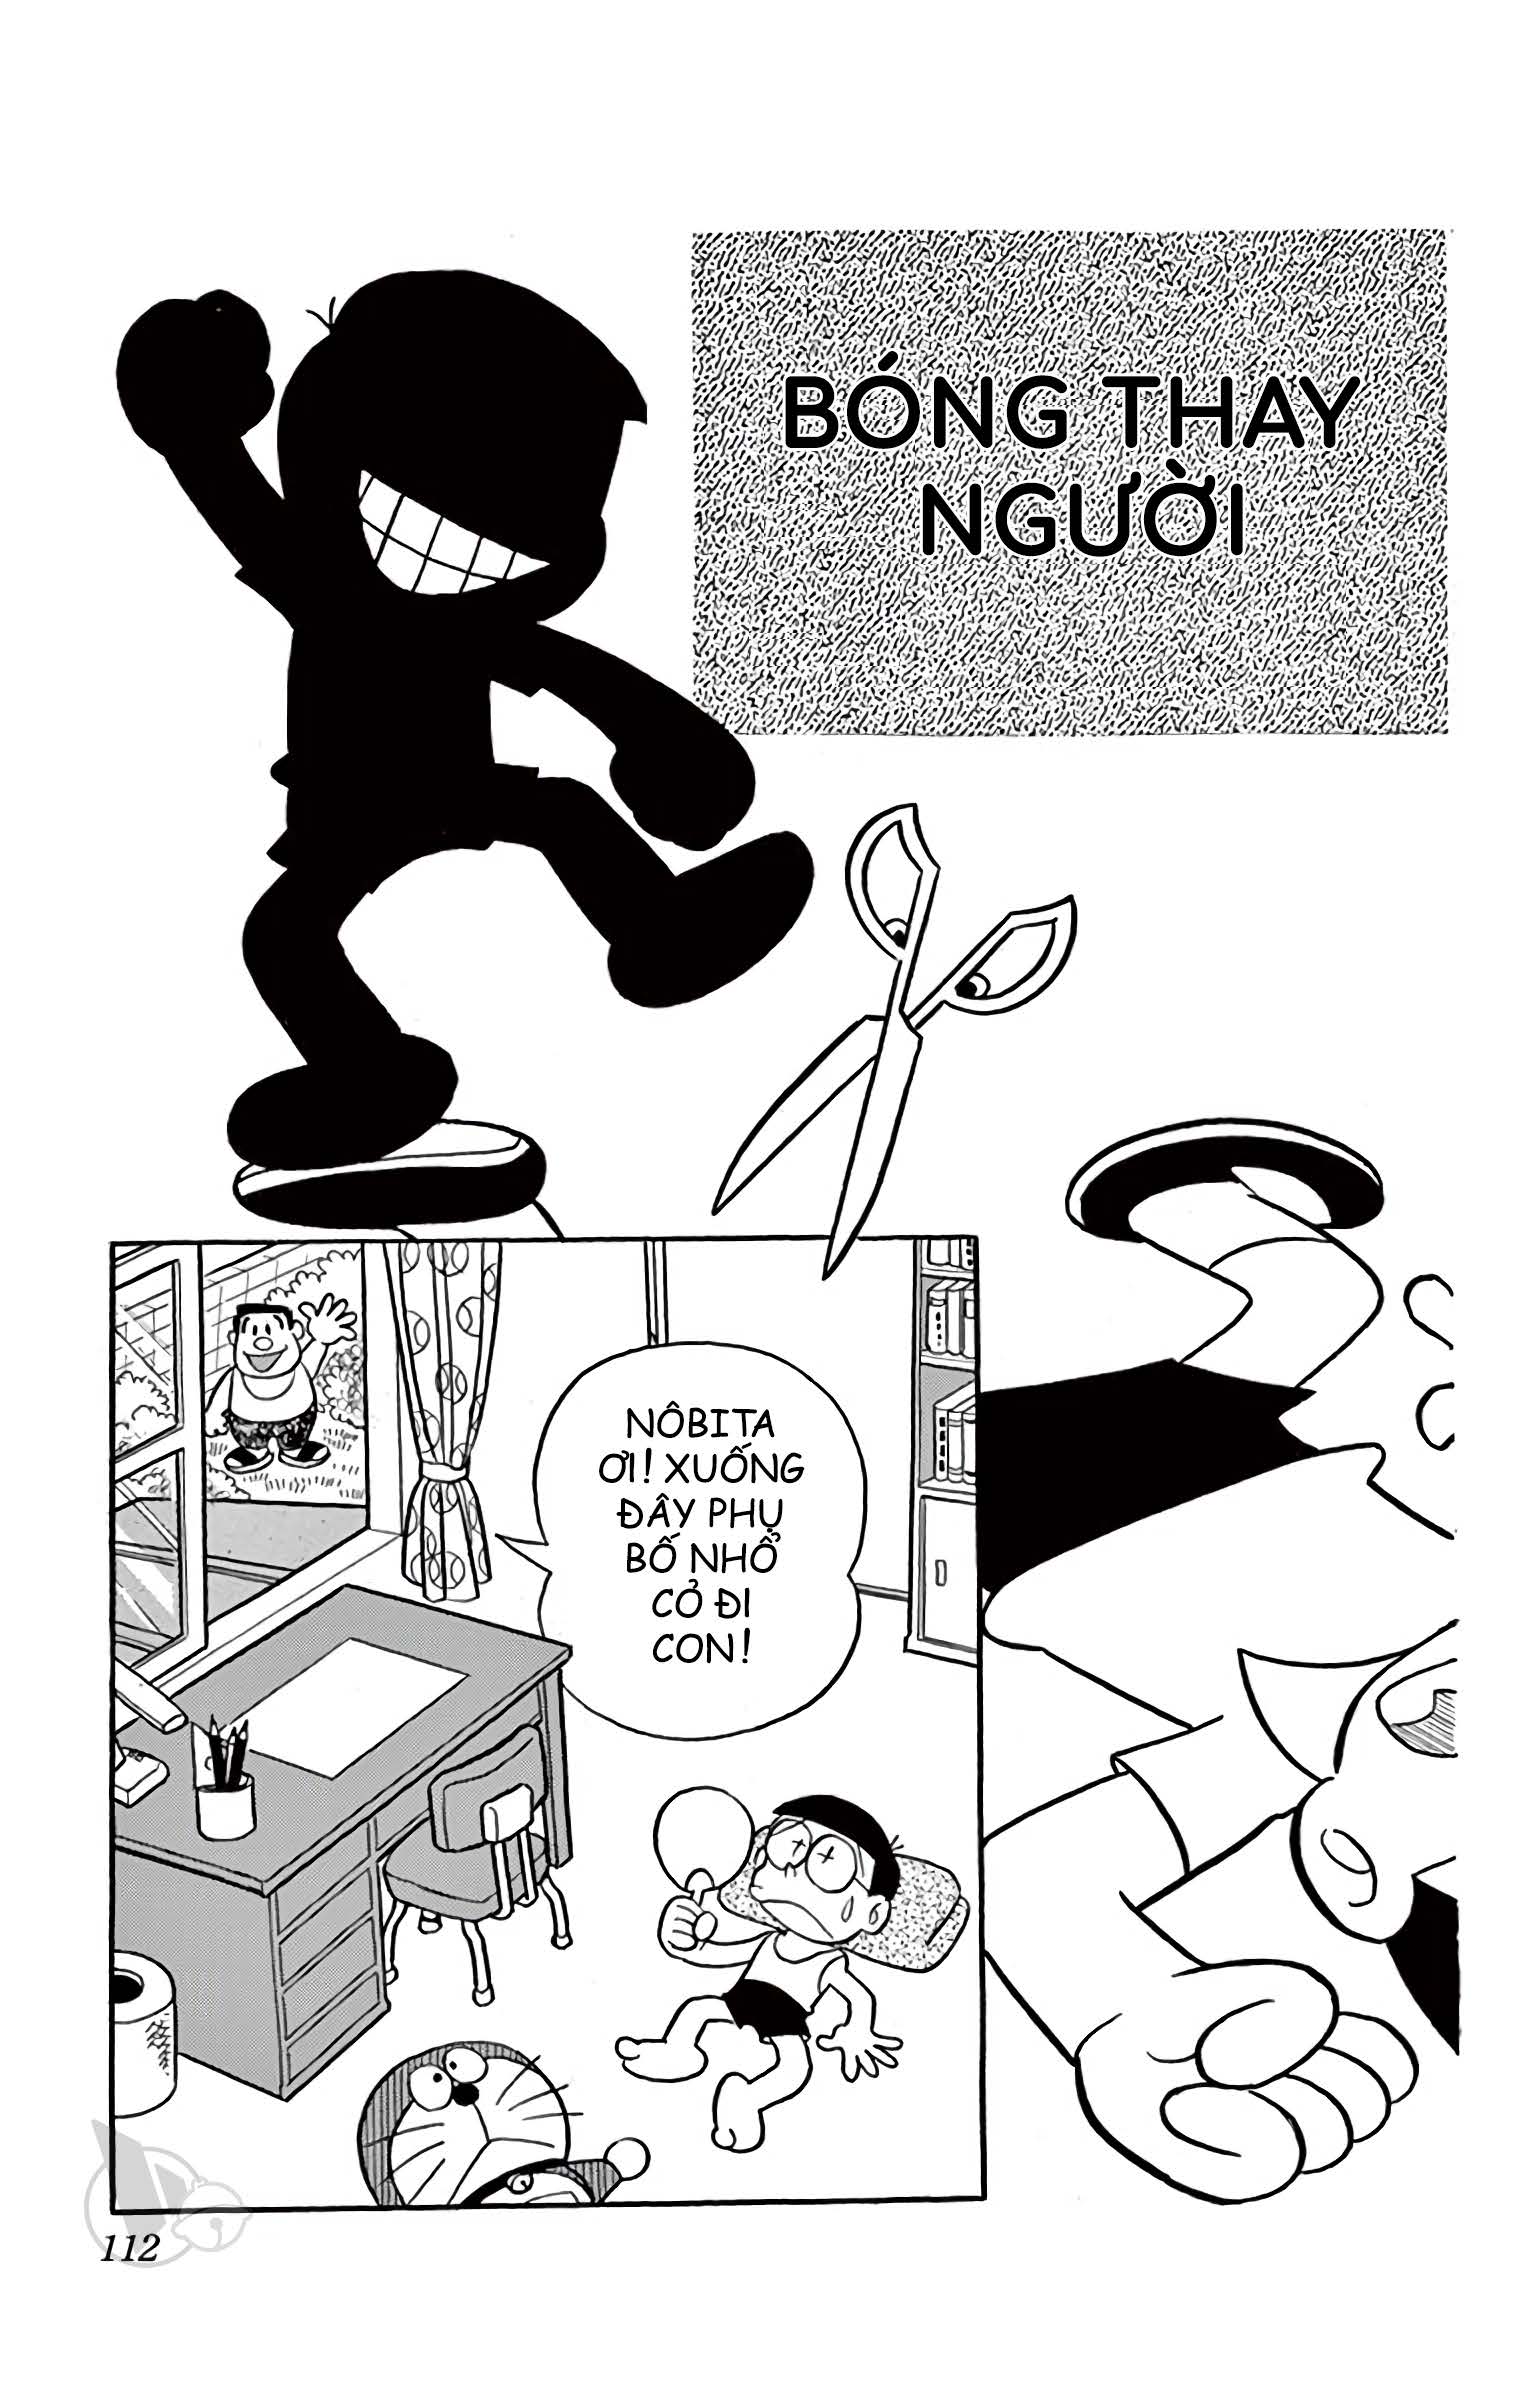 BÓNG THAY
NGƯỜI
NÔBITA
ƠI! XUỐNG
ĐÂY PHỤ
BỐ NHỔ
CỎ ĐI
CON!
112